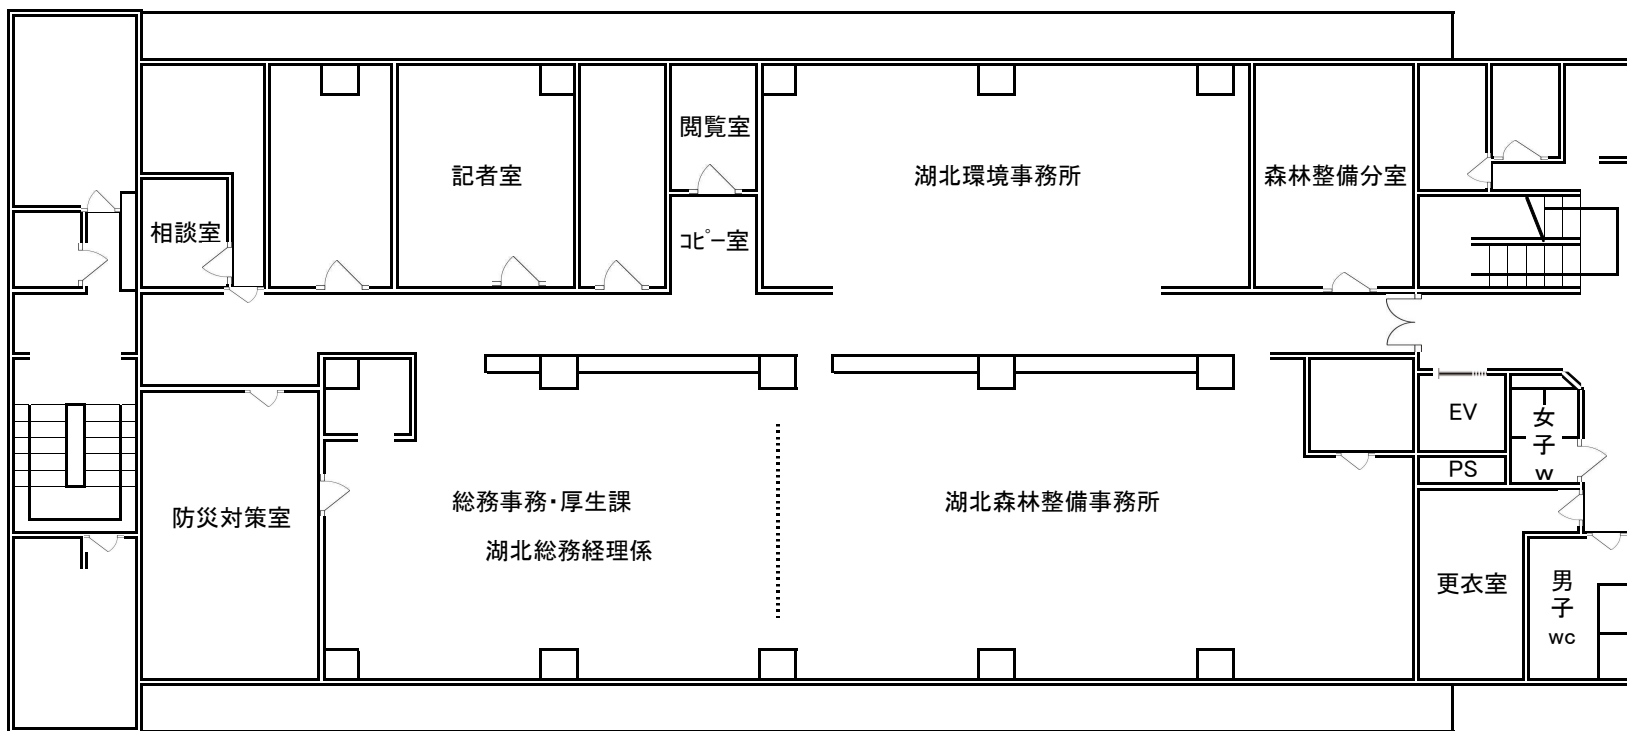 閲覧室
記者室
湖北環境事務所
森林整備分室
相談室
ｺﾋﾟｰ室
EV
女子w
PS
総務事務・厚生課
湖北総務経理係
湖北森林整備事務所
防災対策室
更衣室
男子wc